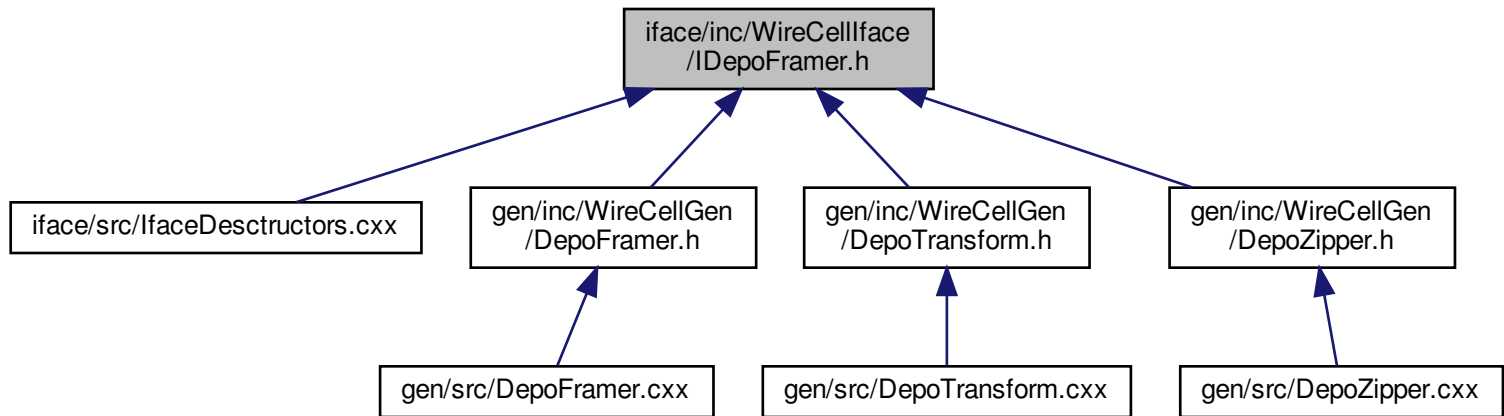 iface/inc/WireCellIface
/IDepoFramer.h
iface/src/IfaceDesctructors.cxx
gen/inc/WireCellGen
/DepoFramer.h
gen/inc/WireCellGen
/DepoTransform.h
gen/inc/WireCellGen
/DepoZipper.h
gen/src/DepoFramer.cxx
gen/src/DepoTransform.cxx
gen/src/DepoZipper.cxx